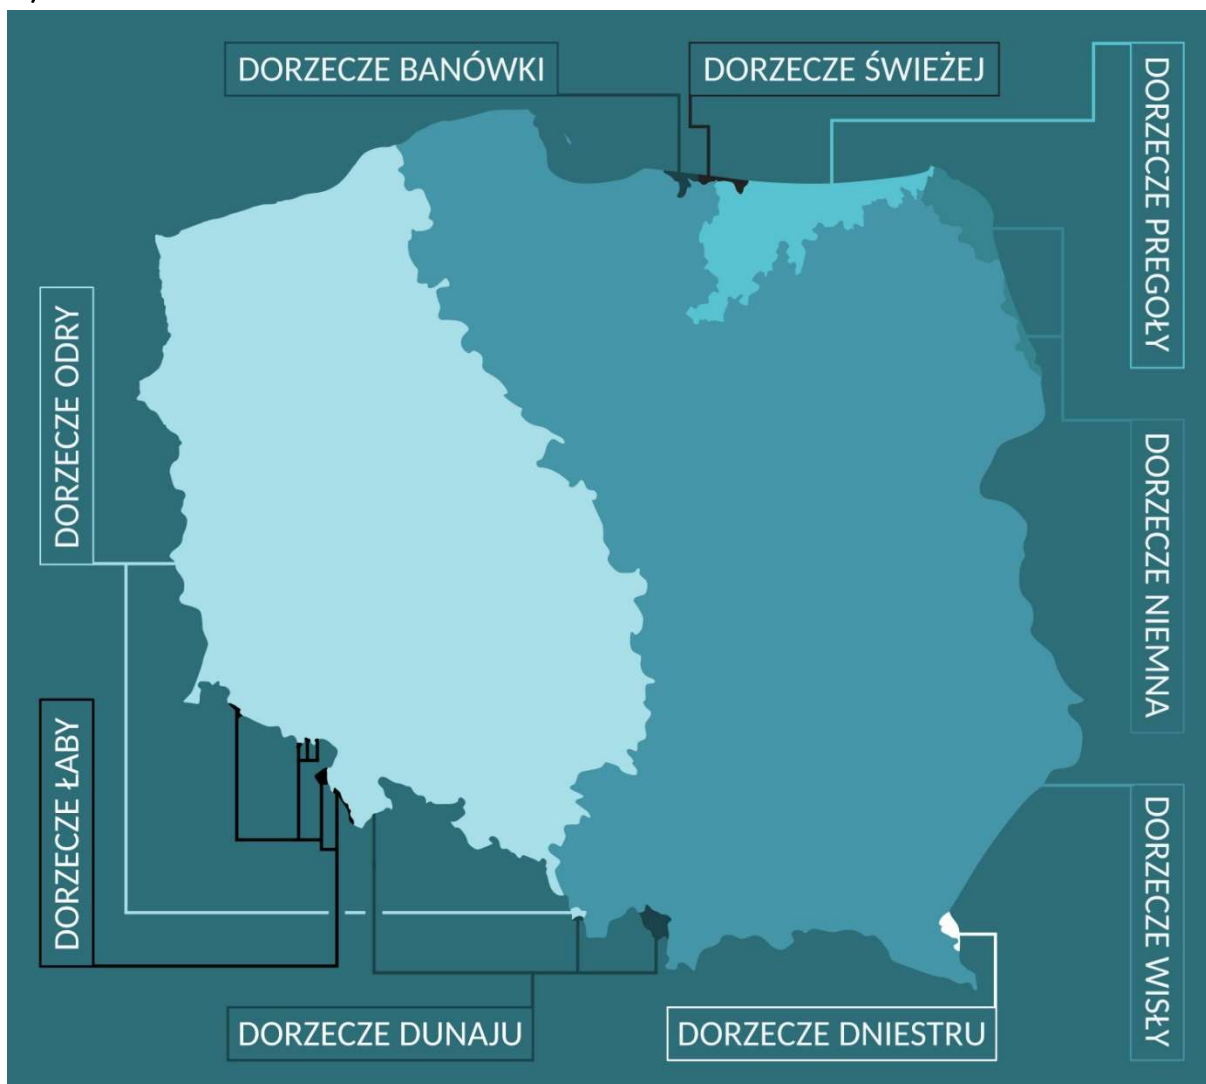 DORZECZE BANÓWKI
DORZECZE ŚWIEŻEJ
DORZECZE PREGOŁY
DORZECZE ODRY
DORZECZE NIEMNA
DORZECZE ŁABY
DORZECZE WISŁY
DORZECZE DUNAJU
DORZECZE DNIESTRU